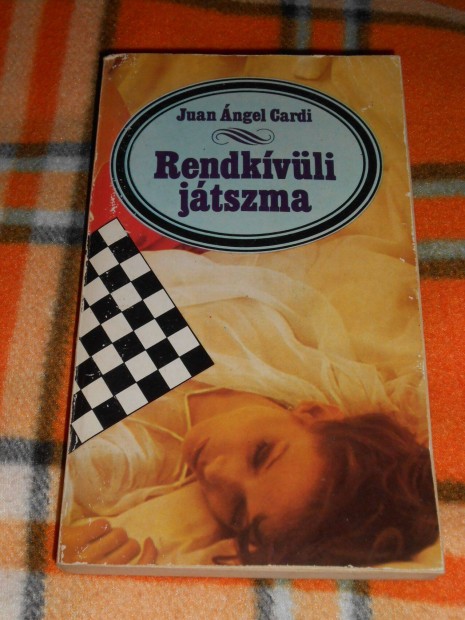 Juan Ángel Cardi
Rendkívüli
játszma